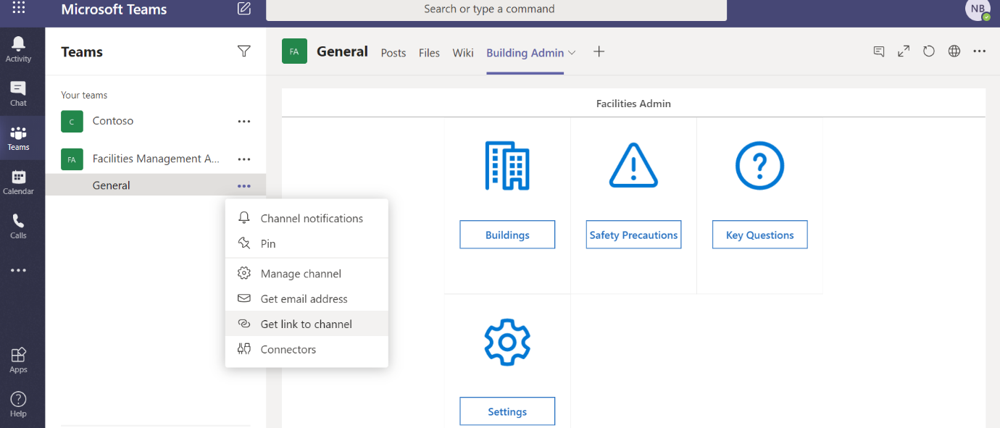 Microsoft Teams
Search or type a command
NB
Activity
Chat
Teams
Calendar
Calls
Apps
Help
Teams
Your teams
C
Contoso
FA
Facilities Management A...
General
Channel notifications
Pin
Manage channel
Get email address
Get link to channel
Connectors
FA
General Posts Files Wiki Building Admin
Facilities Admin
Buildings
Safety Precautions
Key Questions
Settings